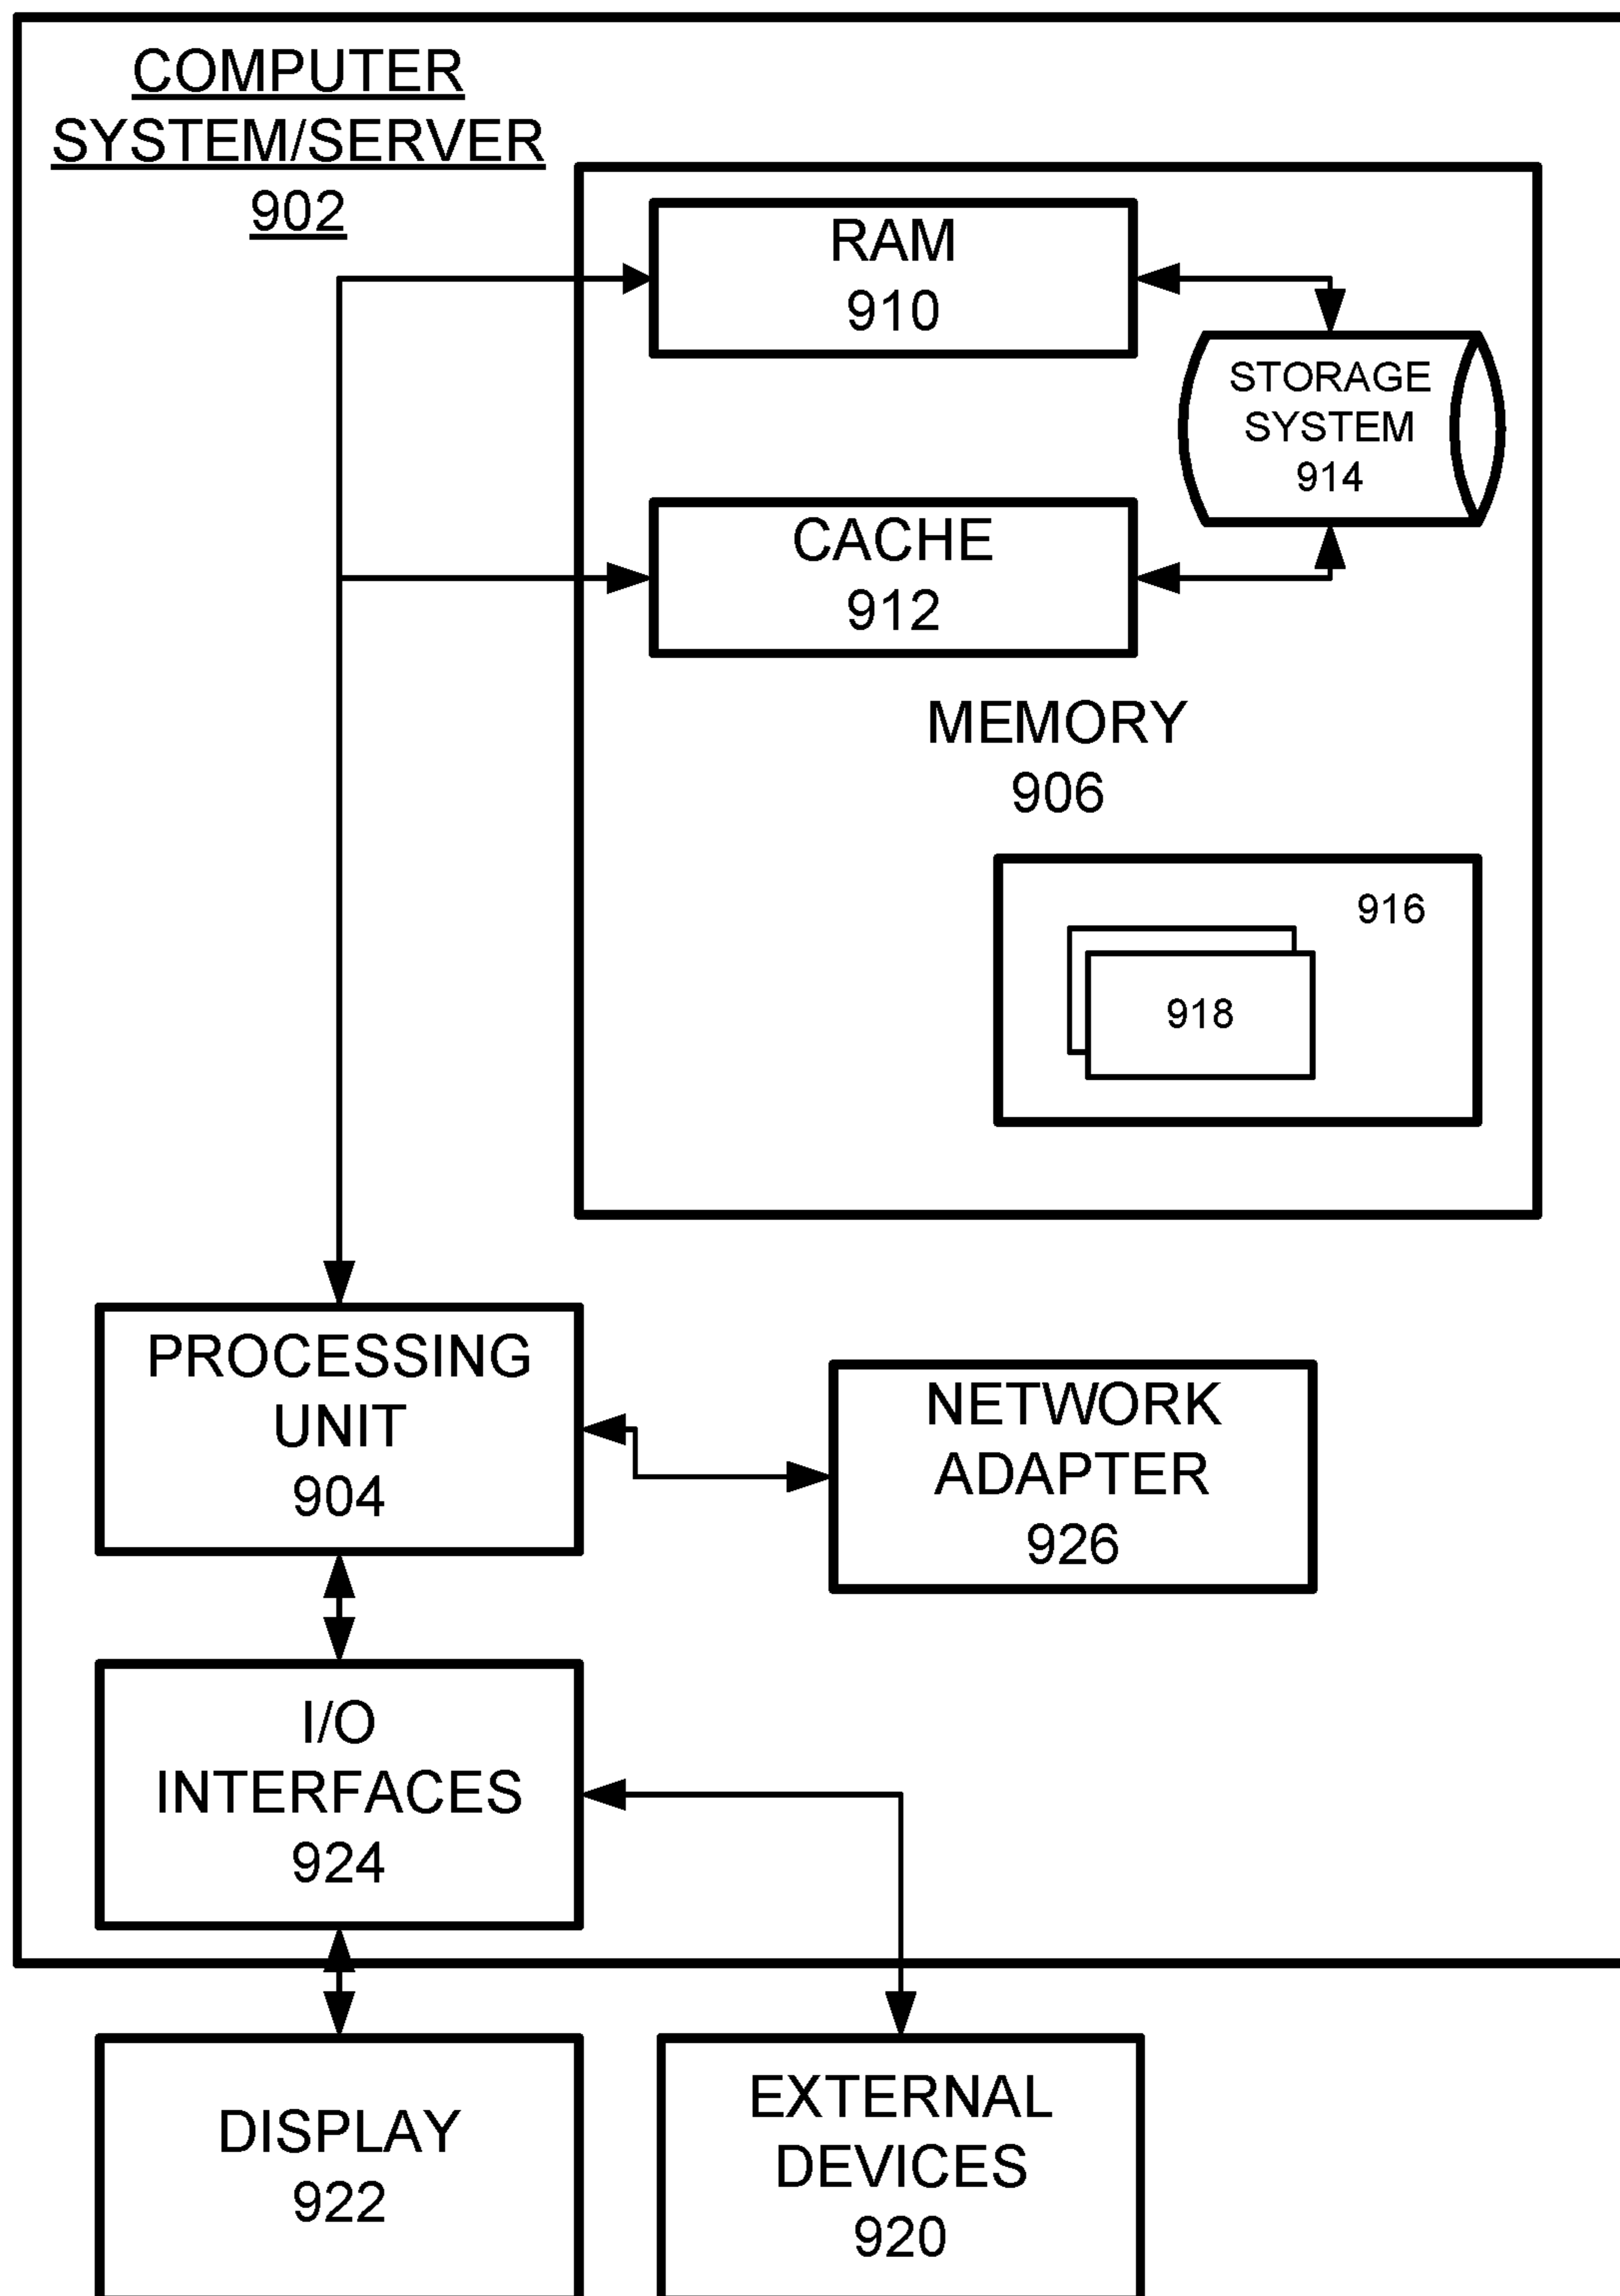 COMPUTER
SYSTEM/SERVER
902
RAM
910
STORAGE
SYSTEM
914
CACHE
912
MEMORY
906
916
918
PROCESSING
UNIT
904
NETWORK
ADAPTER
926
I/O
INTERFACES
924
DISPLAY
922
EXTERNAL
DEVICES
920